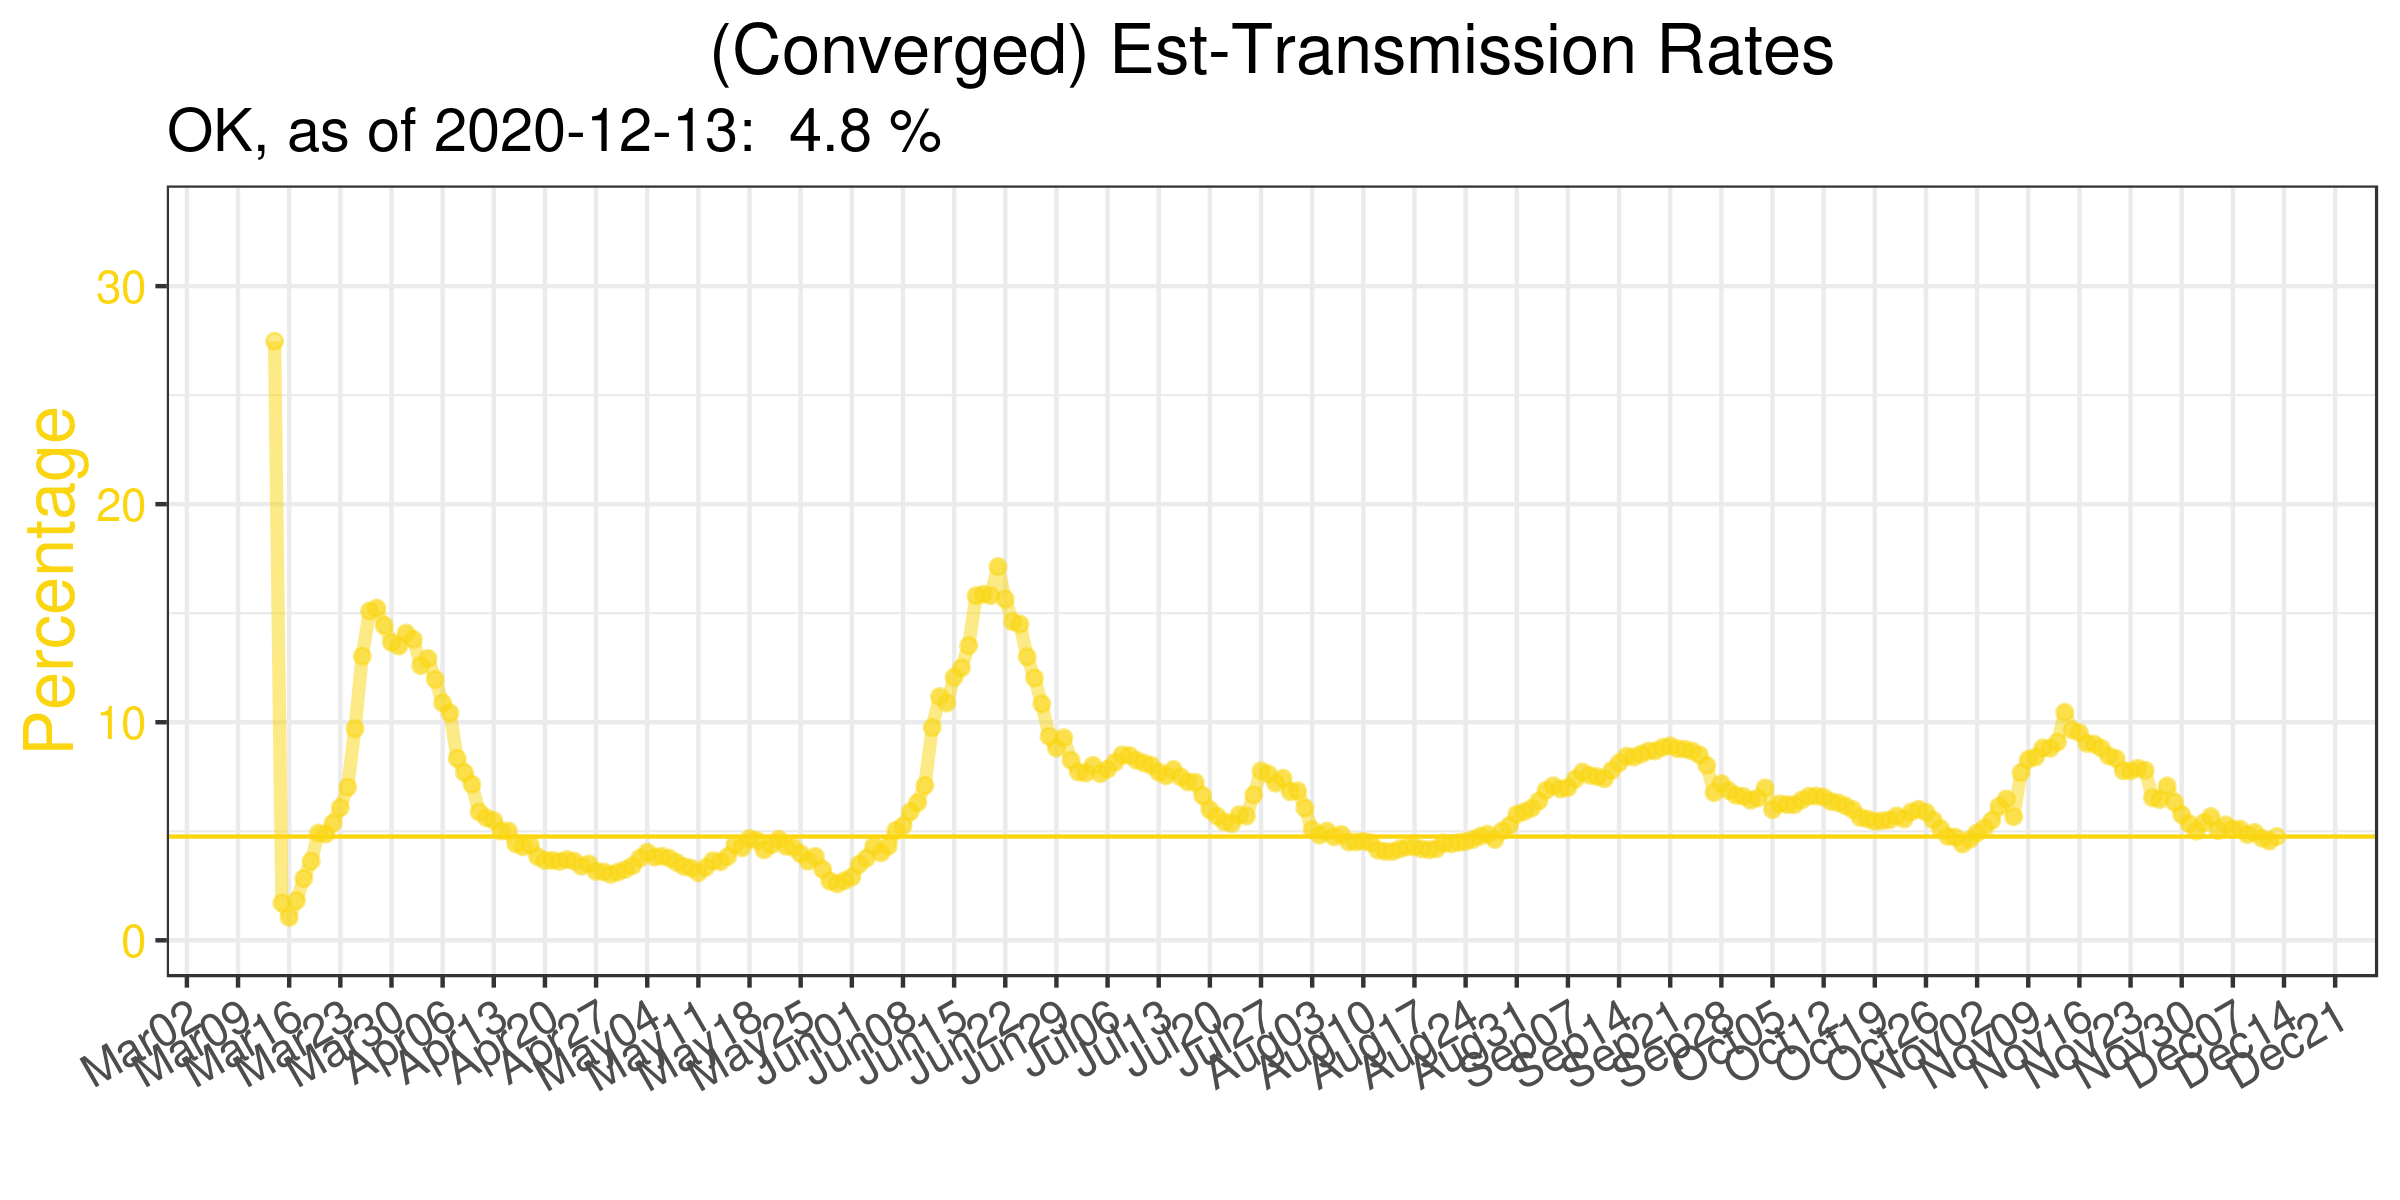 (Converged) Est-Transmission Rates
OK, as of 2020-12-13:  4.8 %
Percentage
30
20
10
0
Mar02
Mar09
Mar16
Mar23
Mar30
Apr06
Apr13
Apr20
Apr27
May04
May11
May18
May25
Jun01
Jun08
Jun15
Jun22
Jun29
Jul06
Jul13
Jul20
Jul27
Aug03
Aug10
Aug17
Aug24
Aug31
Sep07
Sep14
Sep21
Sep28
Oct05
Oct12
Oct19
Oct26
Nov02
Nov09
Nov16
Nov23
Nov30
Dec07
Dec14
Dec21